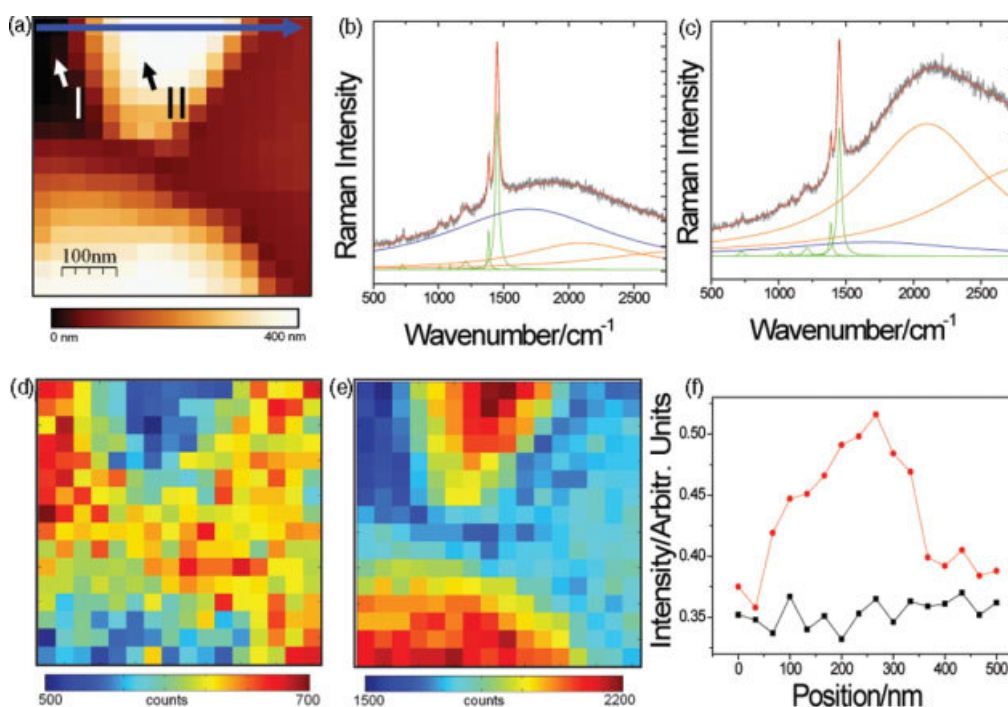 (a)
I
II
100nm
0 nm
400 nm
(b)
Raman Intensity
500
1000
1500
2000
2500
Wavenumber/cm-1
(c)
Raman Intensity
500
1000
1500
2000
2500
Wavenumber/cm-1
(d)
500
counts
700
(e)
1500
counts
2200
(f)
Intensity/Arbitr. Units
0.50
0.45
0.40
0.35
0
100
200
300
400
500
Position/nm